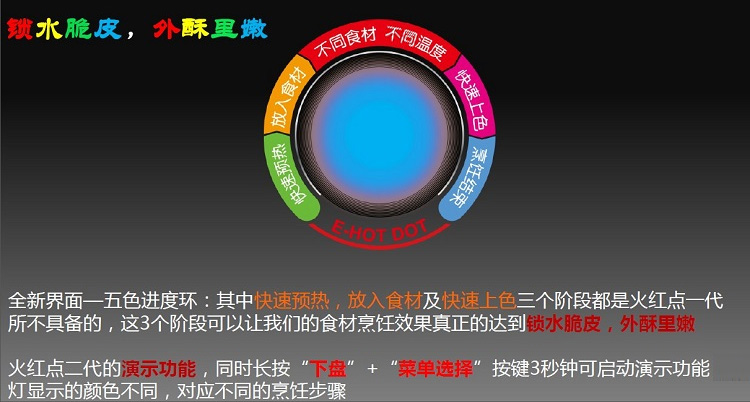 锁水脆皮，外酥里嫩
快速预热
放入食材
不同食材 不同温度
快速上色
烹饪结束
E-HOT DOT
全新界面—五色进度环：其中快速预热，放入食材及快速上色三个阶段都是火红点一代
所不具备的，这3个阶段可以让我们的食材烹饪效果真正的达到锁水脆皮，外酥里嫩
火红点二代的演示功能，同时长按“下盘”+“菜单选择”按键3秒钟可启动演示功能
灯显示的颜色不同，对应不同的烹饪步骤